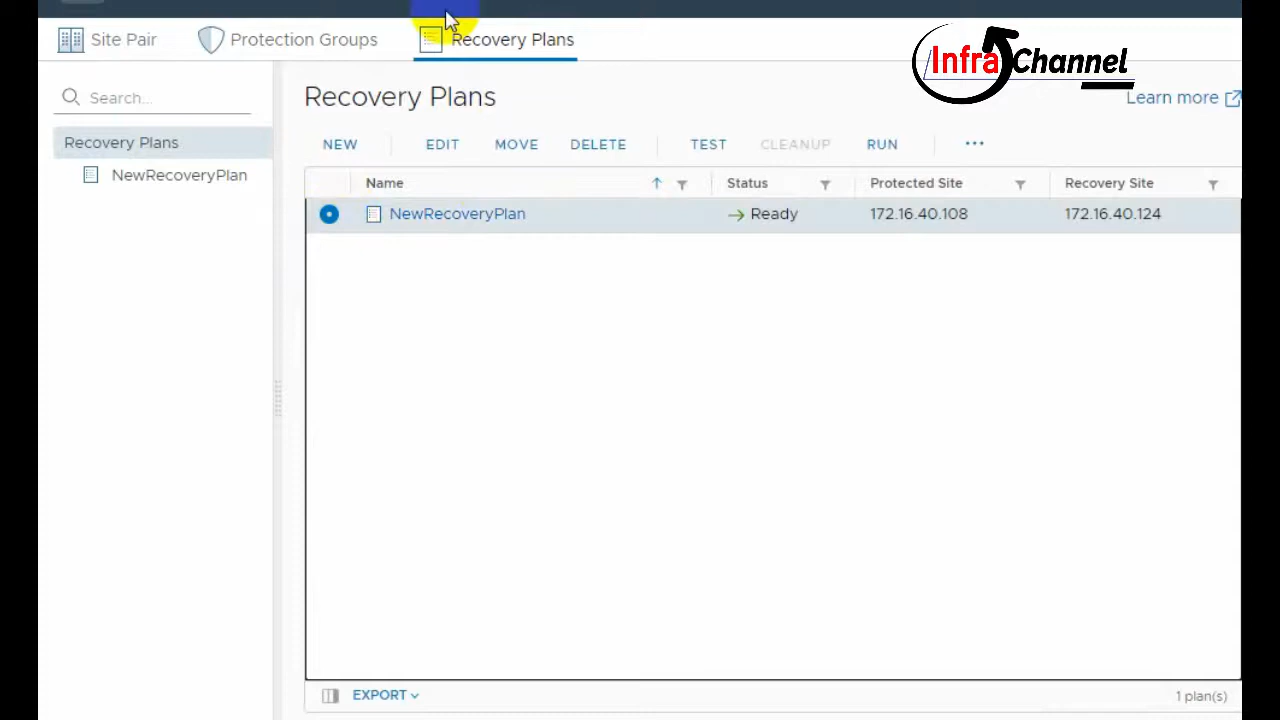 Site Pair
Protection Groups
Recovery Plans
Infra Channel
Search...
Recovery Plans
Learn more
Recovery Plans
NEW
EDIT
MOVE
DELETE
TEST
CLEANUP
RUN
...
NewRecoveryPlan
Name
Status
Protected Site
Recovery Site
NewRecoveryPlan
Ready
172.16.40.108
172.16.40.124
EXPORT
1 plan(s)